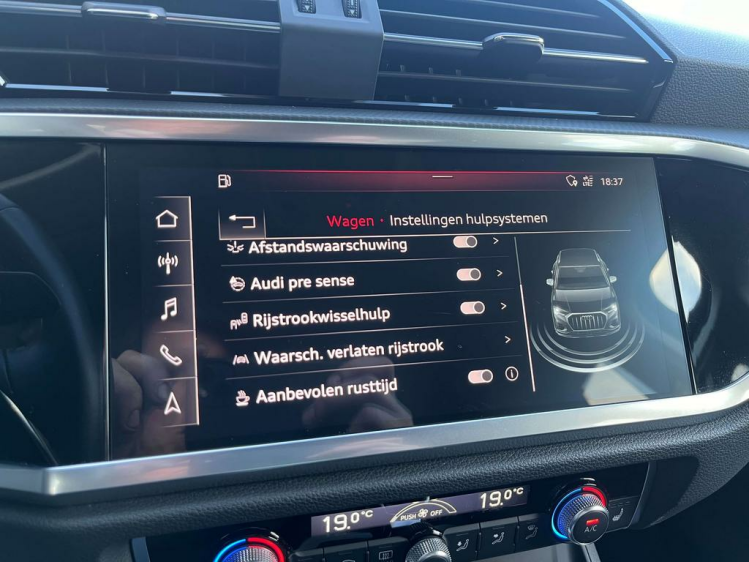 LTE 18:37
Wagen · Instellingen hulpsystemen
Afstandswaarschuwing
Audi pre sense
Rijstrookwisselhulp
Waarsch. verlaten rijstrook
Aanbevolen rusttijd
19.0°C PUSH OFF 19.0°C
A/C